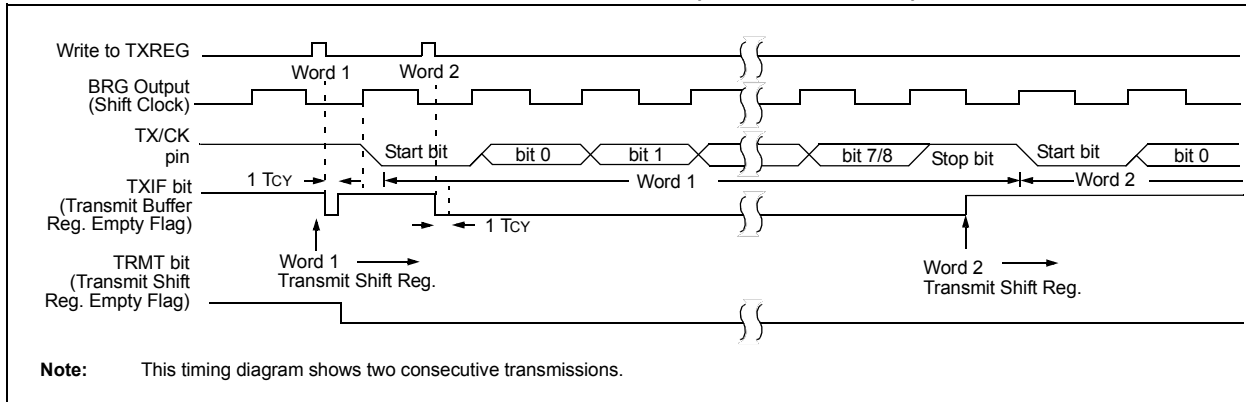 Write to TXREG
Word 1
Word 2
BRG Output
(Shift Clock)
TX/CK
pin
Start bit
bit 0
bit 1
bit 7/8
Stop bit
Start bit
bit 0
1 TCY
Word 1
Word 2
TXIF bit
(Transmit Buffer
Reg. Empty Flag)
1 TCY
Word 1
Transmit Shift Reg.
Word 2
Transmit Shift Reg.
TRMT bit
(Transmit Shift
Reg. Empty Flag)
Note: This timing diagram shows two consecutive transmissions.